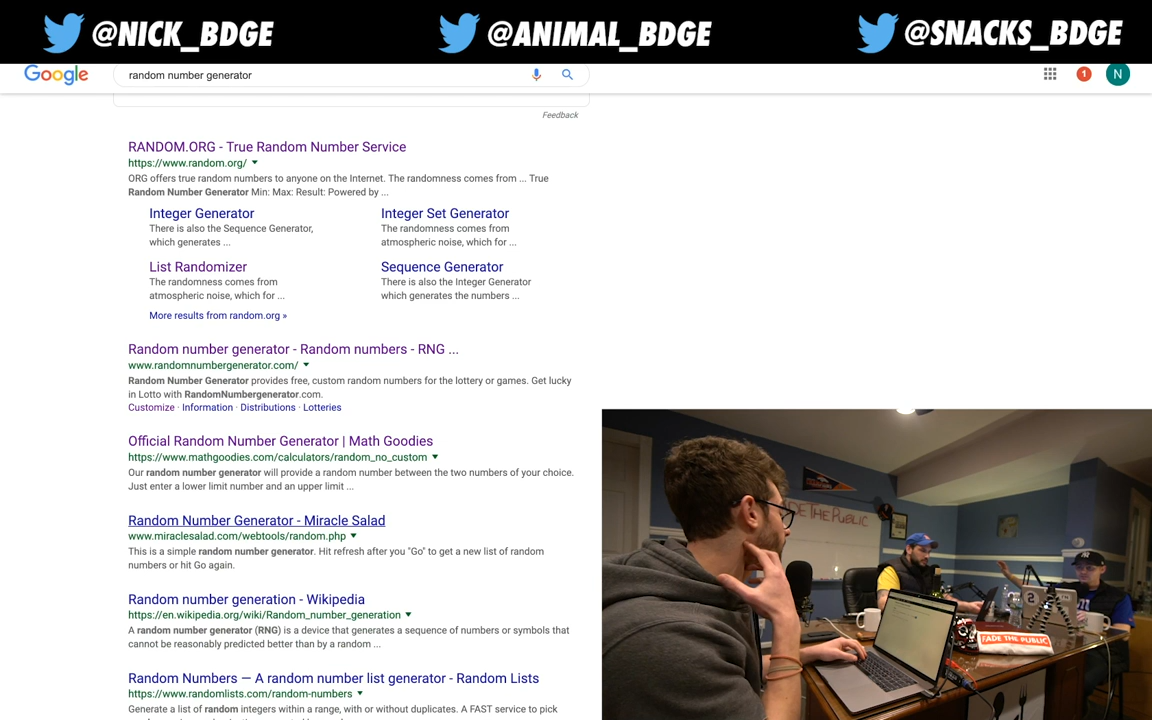 @NICK_BDGE
@ANIMAL_BDGE
@SNACKS_BDGE
Google
random number generator
1
N
Feedback
RANDOM.ORG - True Random Number Service
https://www.random.org/
ORG offers true random numbers to anyone on the Internet. The randomness comes from ... True
Random Number Generator Min: Max: Result: Powered by ...
Integer Generator
There is also the Sequence Generator,
which generates ...
Integer Set Generator
The randomness comes from
atmospheric noise, which for ...
List Randomizer
The randomness comes from
atmospheric noise, which for ...
Sequence Generator
There is also the Integer Generator
which generates the numbers ...
More results from random.org »
Random number generator - Random numbers - RNG ...
www.randomnumbergenerator.com/
Random Number Generator provides free, custom random numbers for the lottery or games. Get lucky
in Lotto with RandomNumbergenerator.com.
Customize · Information · Distributions · Lotteries
Official Random Number Generator | Math Goodies
https://www.mathgoodies.com/calculators/random_no_custom
Our random number generator will provide a random number between the two numbers of your choice.
Just enter a lower limit number and an upper limit ...
Random Number Generator - Miracle Salad
www.miraclesalad.com/webtools/random.php
This is a simple random number generator. Hit refresh after you "Go" to get a new list of random
numbers or hit Go again.
Random number generation - Wikipedia
https://en.wikipedia.org/wiki/Random_number_generation
A random number generator (RNG) is a device that generates a sequence of numbers or symbols that
cannot be reasonably predicted better than by a random ...
Random Numbers — A random number list generator - Random Lists
https://www.randomlists.com/random-numbers
Generate a list of random integers within a range, with or without duplicates. A FAST service to pick
ADE THE PUBLIC
FADE THE PUBLIC